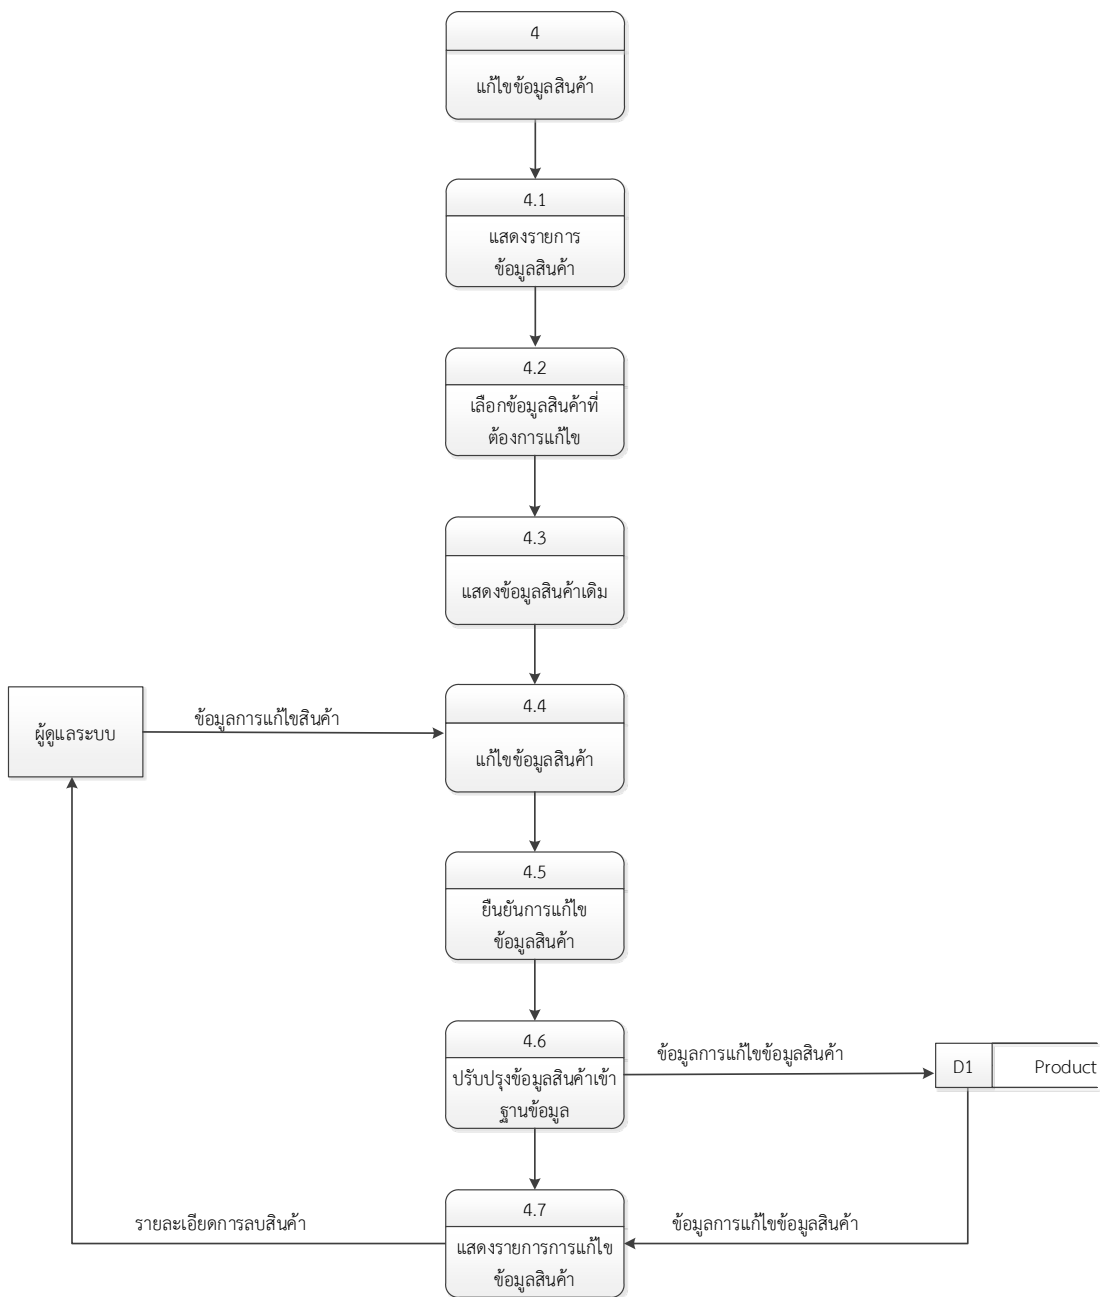 4
แก้ไขข้อมูลสินค้า
4.1
แสดงรายการ
ข้อมูลสินค้า
4.2
เลือกข้อมูลสินค้าที่
ต้องการแก้ไข
4.3
แสดงข้อมูลสินค้าเดิม
ผู้ดูแลระบบ
ข้อมูลการแก้ไขสินค้า
4.4
แก้ไขข้อมูลสินค้า
4.5
ยืนยันการแก้ไข
ข้อมูลสินค้า
4.6
ปรับปรุงข้อมูลสินค้าเข้า
ฐานข้อมูล
ข้อมูลการแก้ไขข้อมูลสินค้า
D1
Product
รายละเอียดการลบสินค้า
4.7
แสดงรายการการแก้ไข
ข้อมูลสินค้า
ข้อมูลการแก้ไขข้อมูลสินค้า